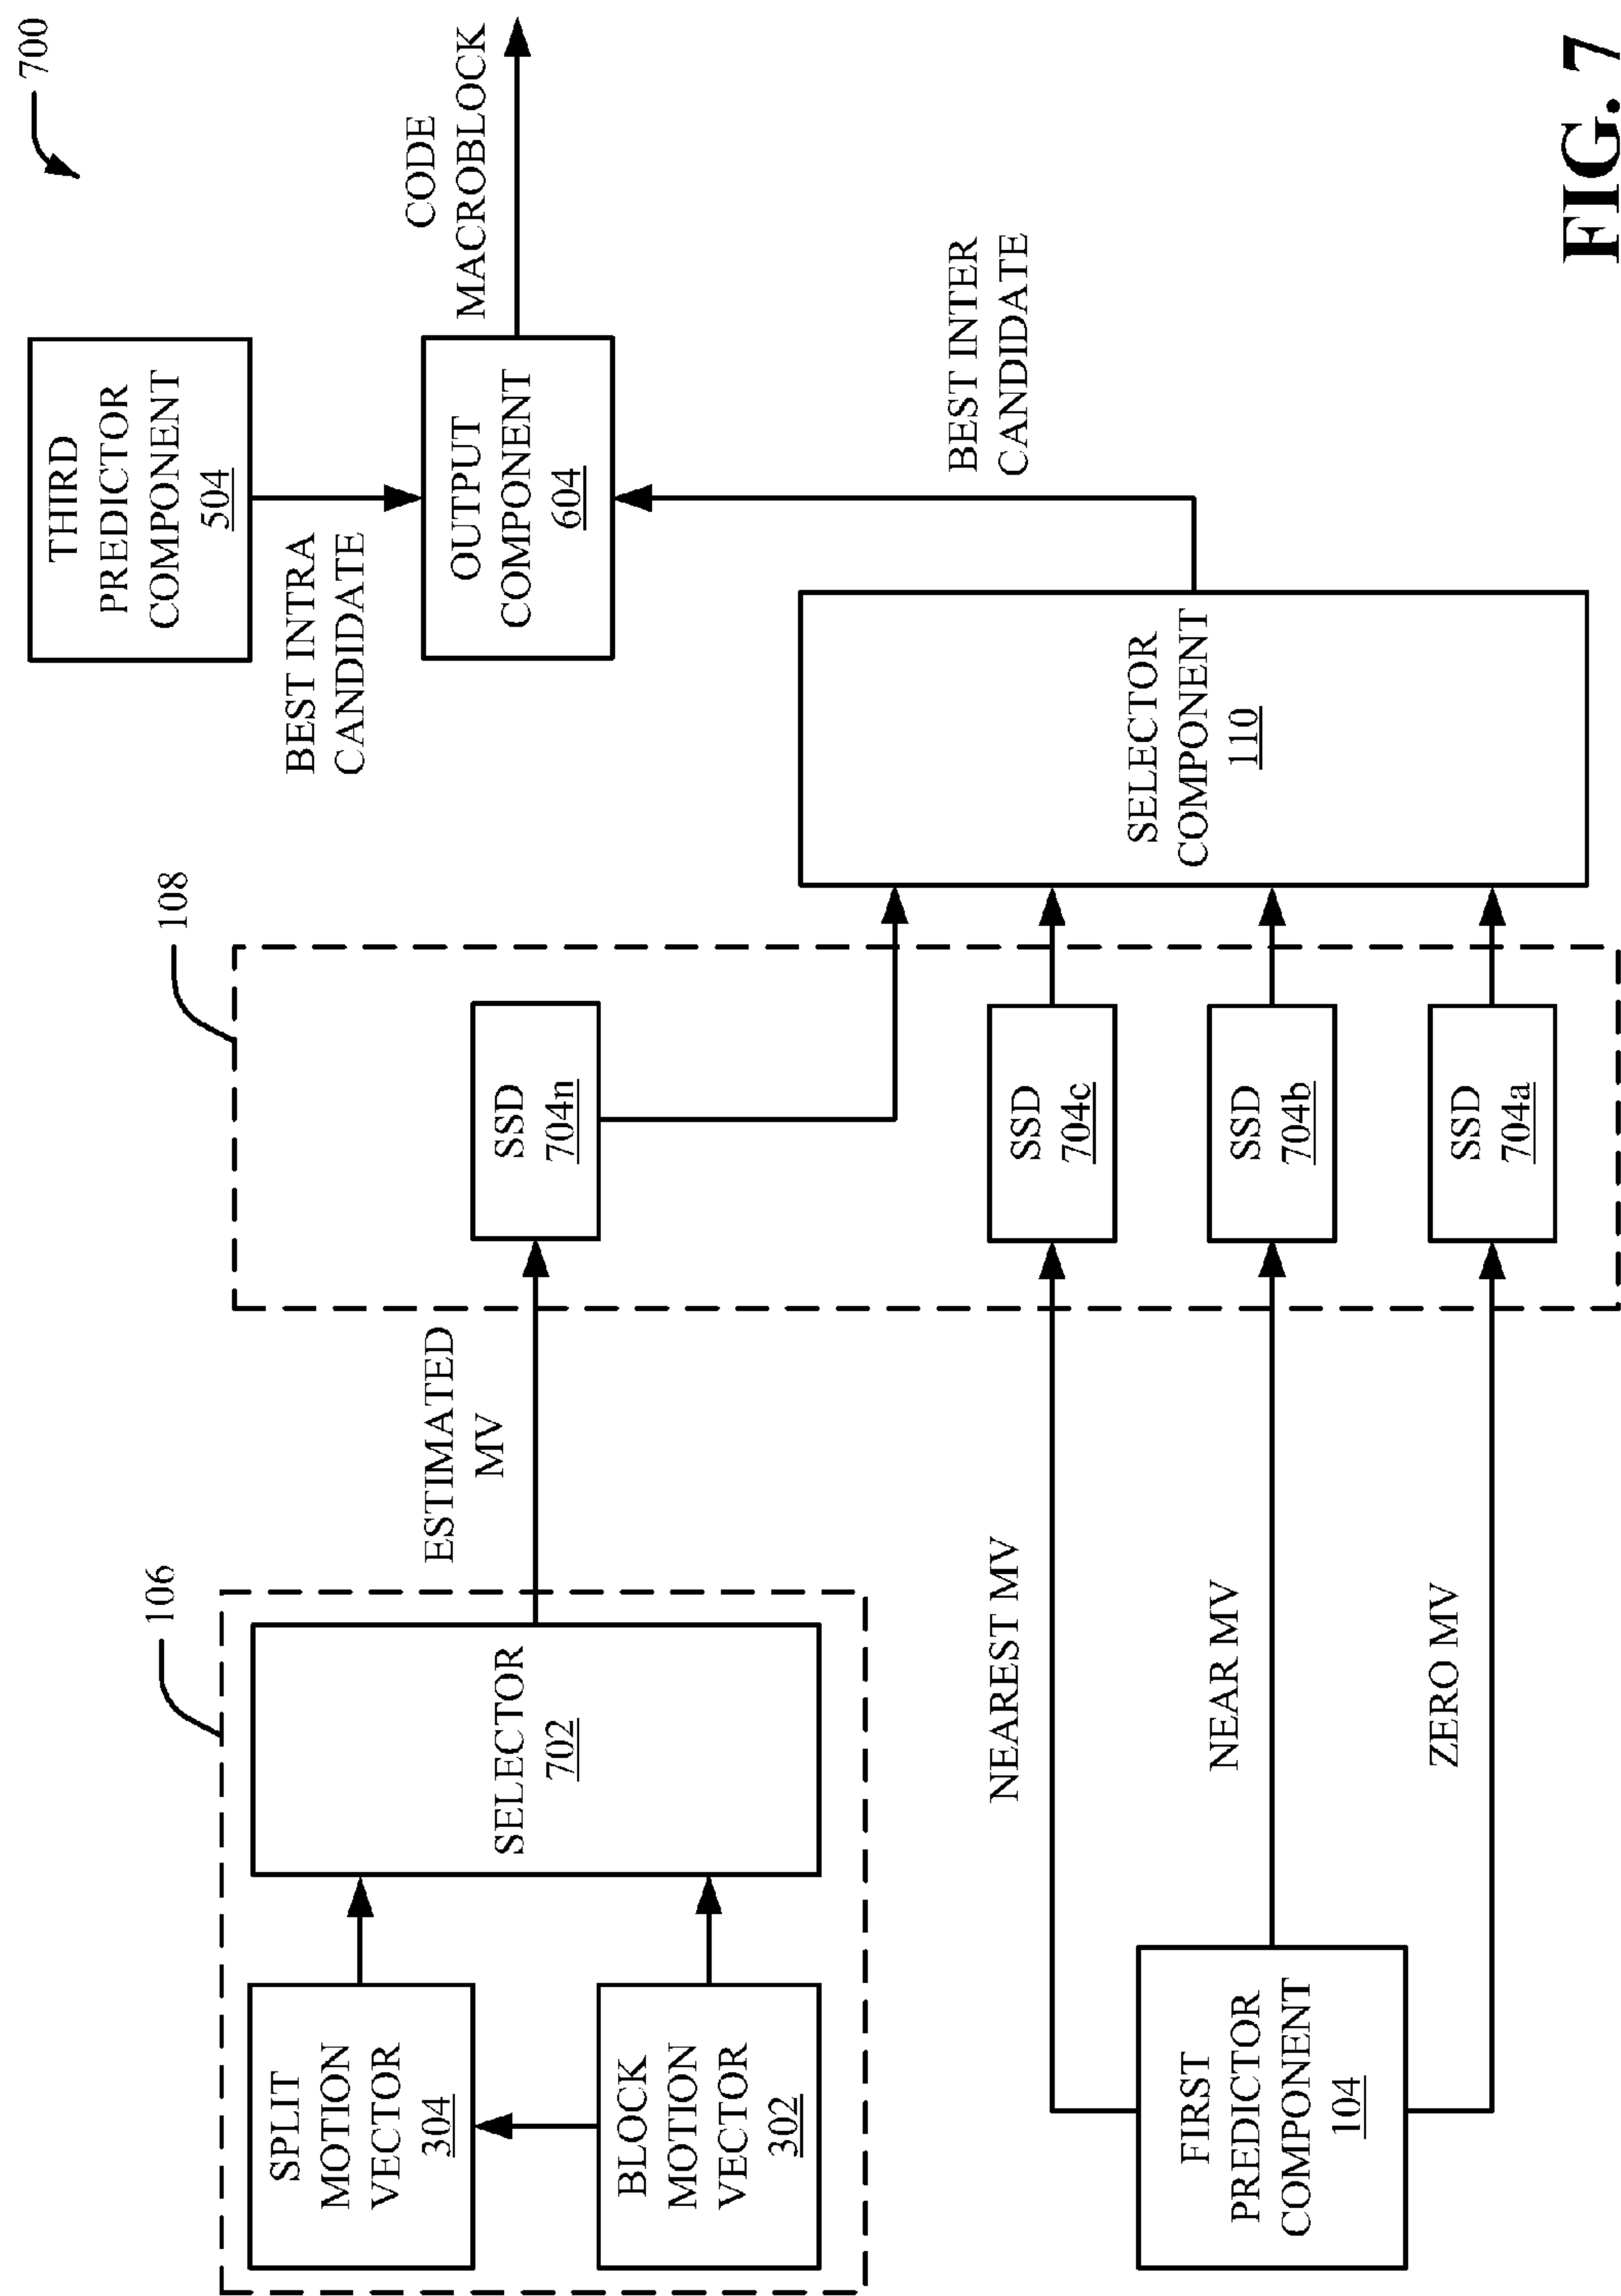 700
THIRD
PREDICTOR
COMPONENT
504
BEST INTRA
CANDIDATE
OUTPUT
COMPONENT
604
CODE
MACROBLOCK
BEST INTER
CANDIDATE
SELECTOR
COMPONENT
110
108
SSD
704n
SSD
704c
SSD
704b
SSD
704a
ESTIMATED
MV
106
SELECTOR
702
SPLIT
MOTION
VECTOR
304
BLOCK
MOTION
VECTOR
302
NEAREST MV
NEAR MV
ZERO MV
FIRST
PREDICTOR
COMPONENT
104
FIG. 7